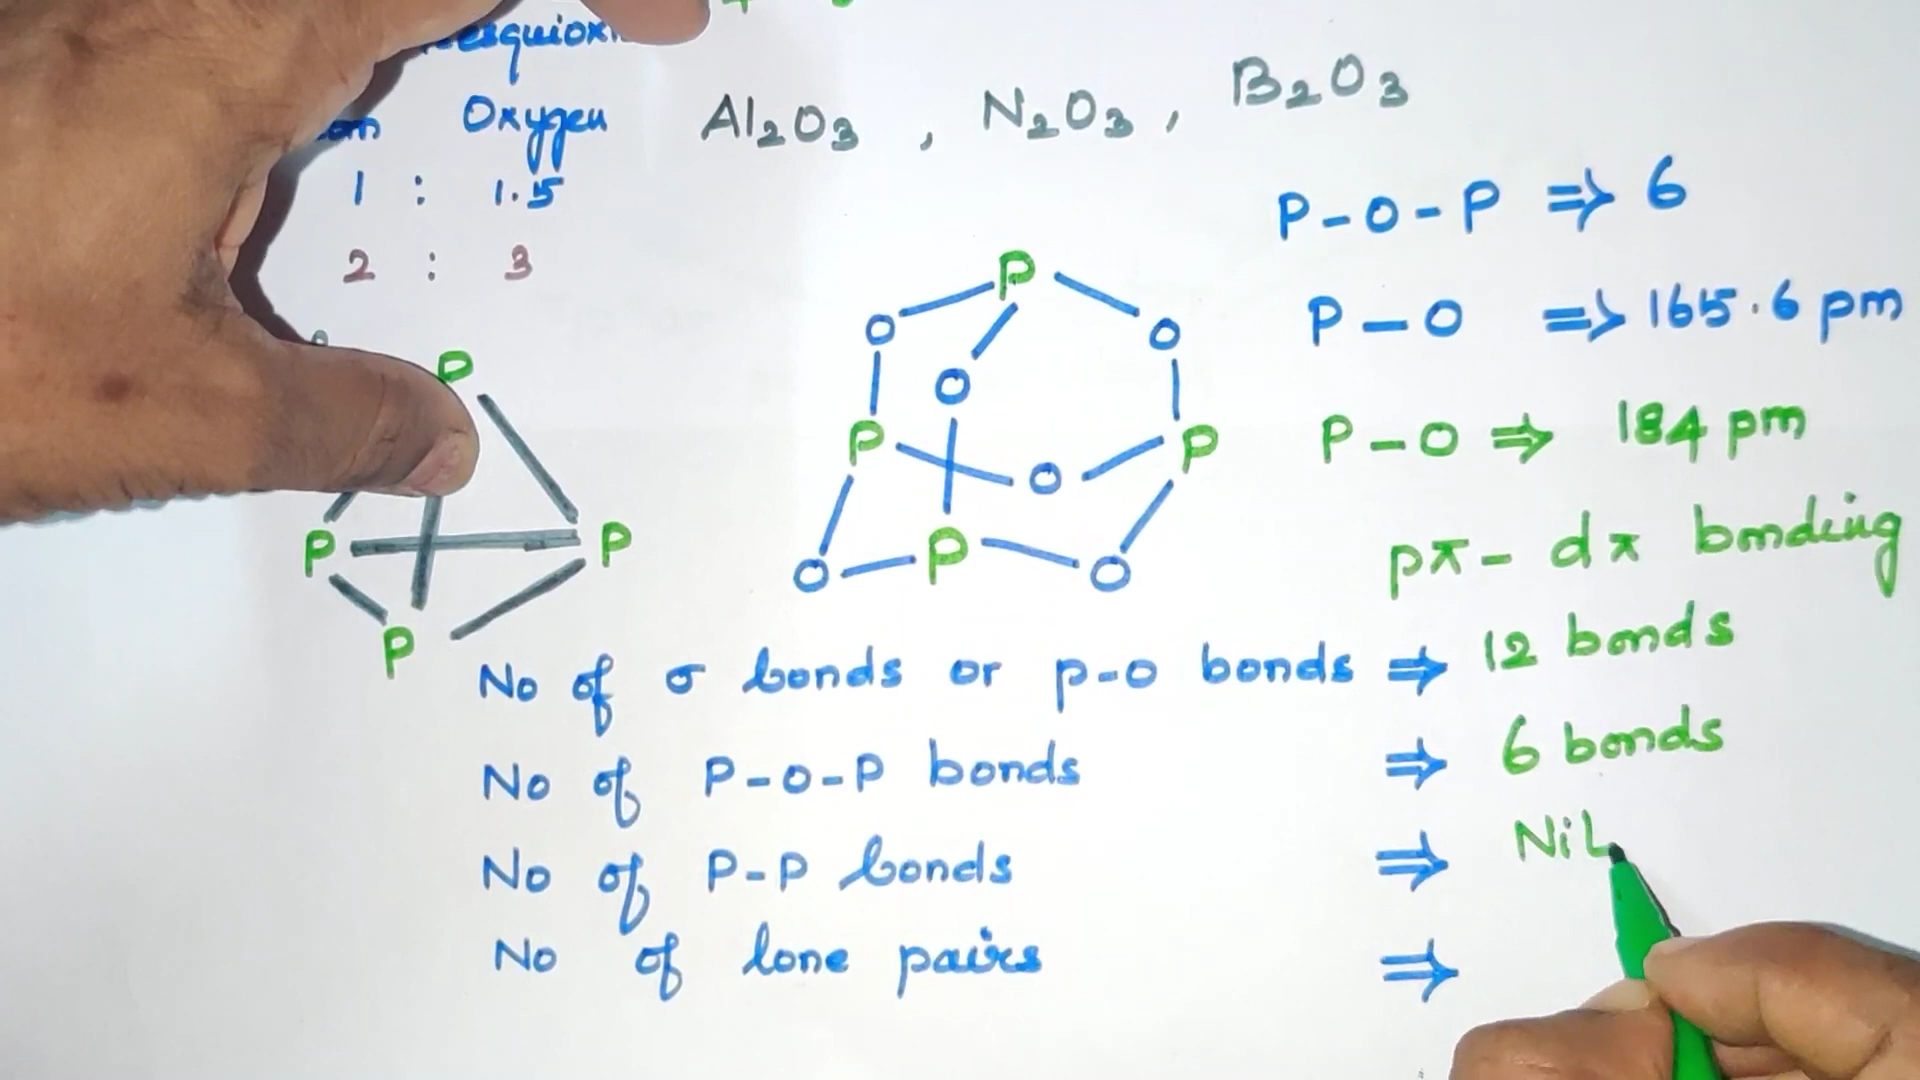 Oxygen Al2O3 , N2O3 , B2O3
1 : 1.5
2 : 3
P-O-P ⇒ 6
P-O ⇒ 165.6 pm
P-O ⇒ 184 pm
pπ- dπ bonding
P
P P
P
P
O O
O
P P
O
P
O O
No of σ bonds or p-o bonds ⇒ 12 bonds
No of P-O-P bonds ⇒ 6 bonds
No of P-P bonds ⇒ NiL
No of lone pairs ⇒